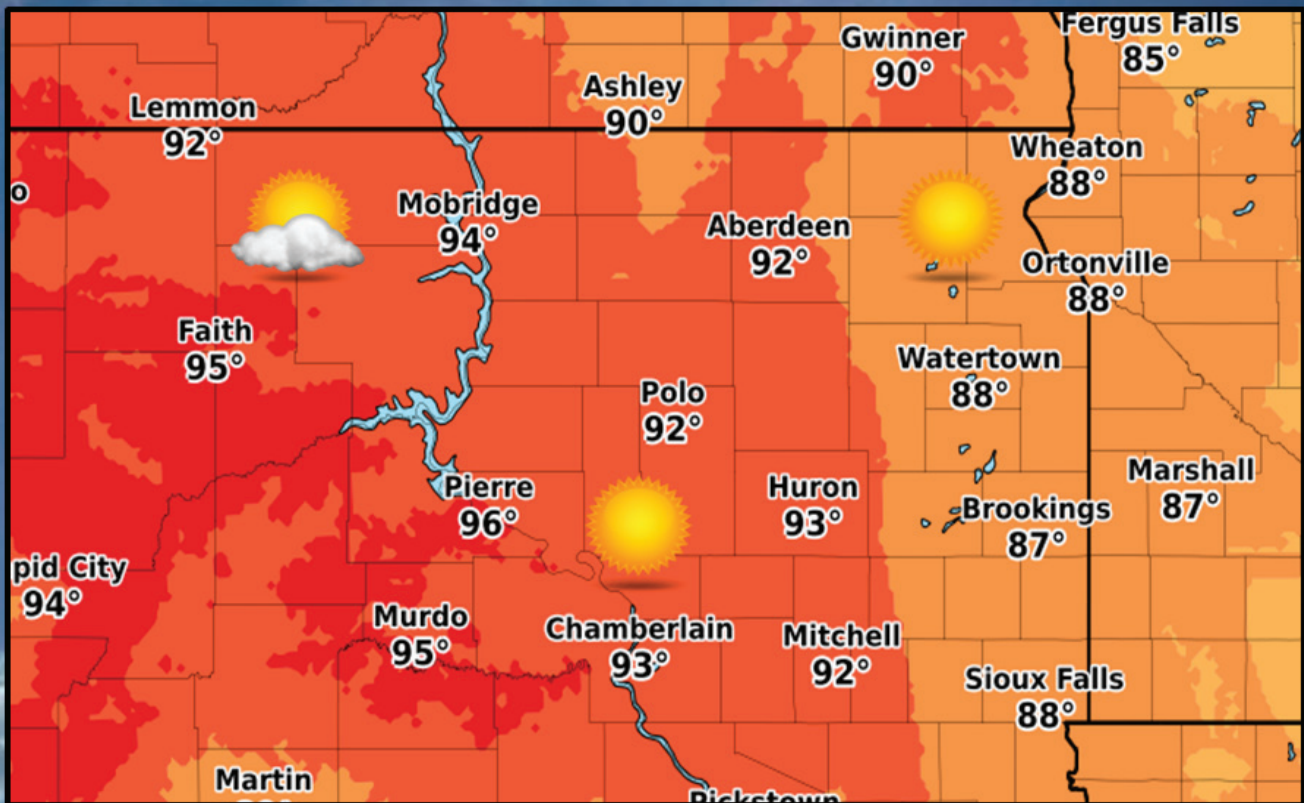 Fergus Falls
85°
Gwinner
90°
Ashley
90°
Lemmon
92°
Wheaton
88°
o
Mobridge
94°
Aberdeen
92°
Ortonville
88°
Faith
95°
Watertown
88°
Polo
92°
Marshall
87°
Pierre
96°
Huron
93°
Brookings
87°
pid City
94°
Murdo
95°
Chamberlain
93°
Mitchell
92°
Sioux Falls
88°
Martin
Pickstown